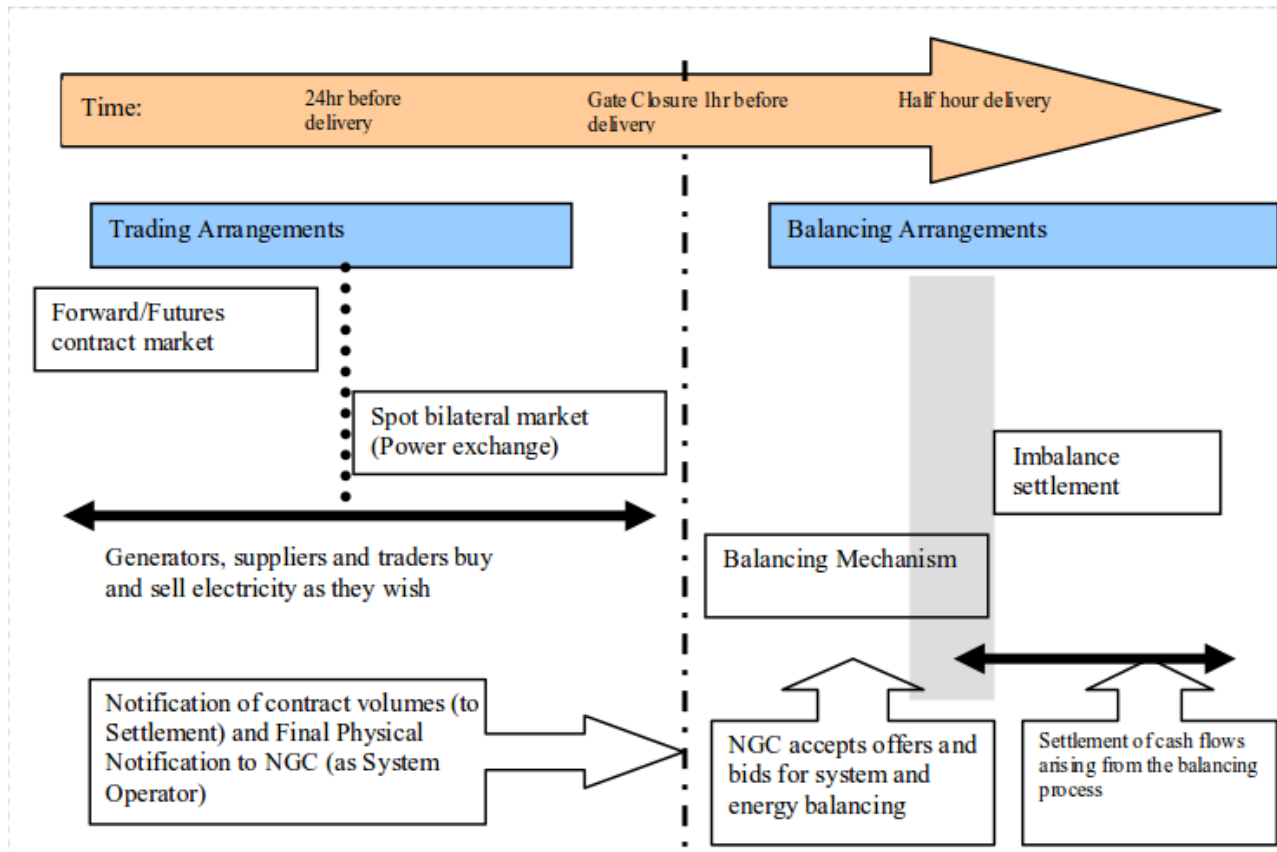 Time:
24hr before
delivery
Gate Closure 1hr before
delivery
Half hour delivery
Trading Arrangements
Balancing Arrangements
Forward/Futures
contract market
Spot bilateral market
(Power exchange)
Imbalance
settlement
Generators, suppliers and traders buy
and sell electricity as they wish
Balancing Mechanism
Notification of contract volumes (to
Settlement) and Final Physical
Notification to NGC (as System
Operator)
NGC accepts offers and
bids for system and
energy balancing
Settlement of cash flows
arising from the balancing
process